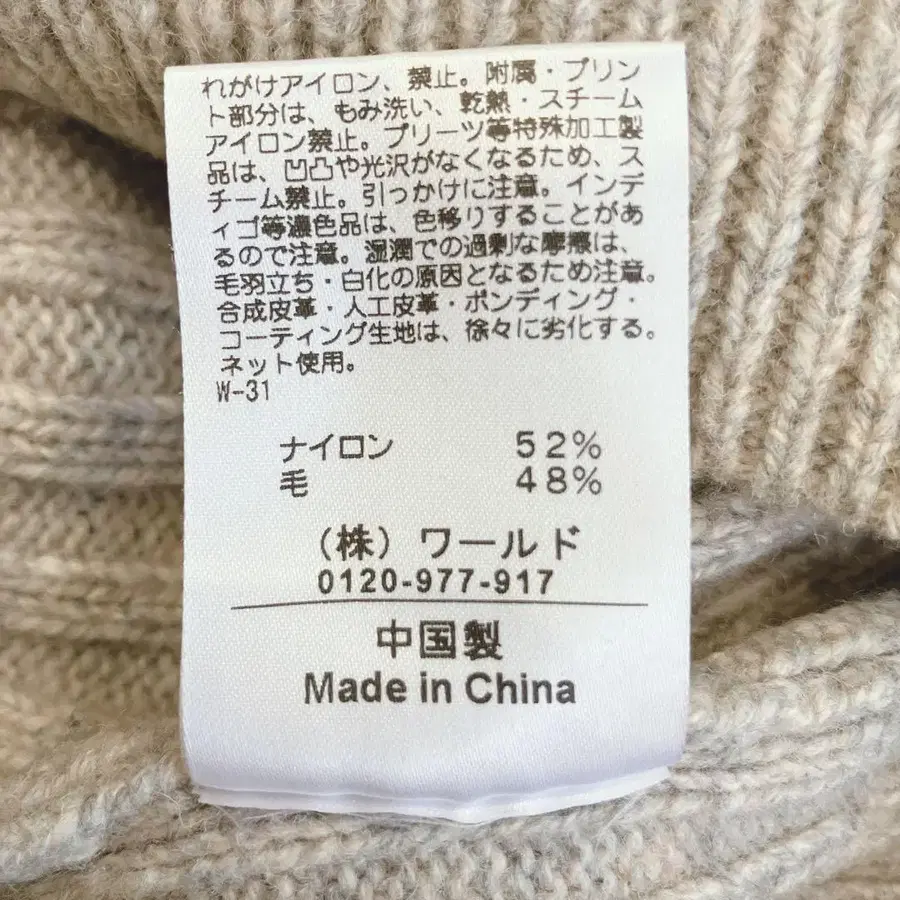 れがけアイロン、禁止。附属・プリン
ト部分は、もみ洗い、乾熱・スチーム
アイロン禁止。プリーツ等特殊加工製
品は、凹凸や光沢がなくなるため、ス
チーム禁止。引っかけに注意。インデ
ィゴ等濃色品は、色移りすることがあ
るので注意。湿潤での過剰な摩擦は、
毛羽立ち・白化の原因となるため注意。
合成皮革・人工皮革・ボンディング・
コーティング生地は、徐々に劣化する。
ネット使用。
W-31
ナイロン 52%
毛 48%
（株）ワールド
0120-977-917
中国製
Made in China